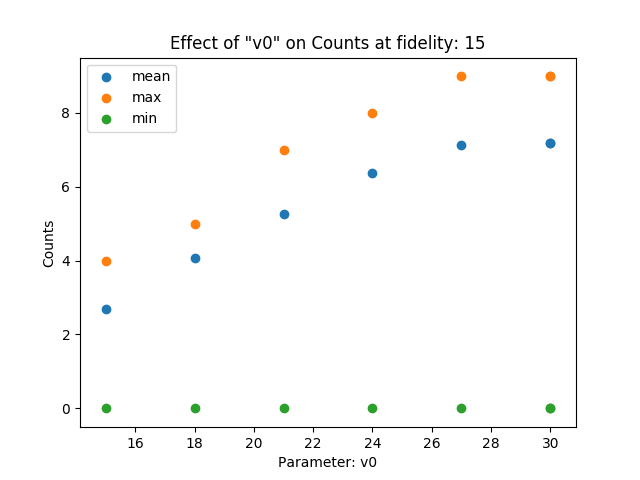 Effect of "v0" on Counts at fidelity: 15
mean
max
min
Counts
8
6
4
2
0
16 18 20 22 24 26 28 30
Parameter: v0